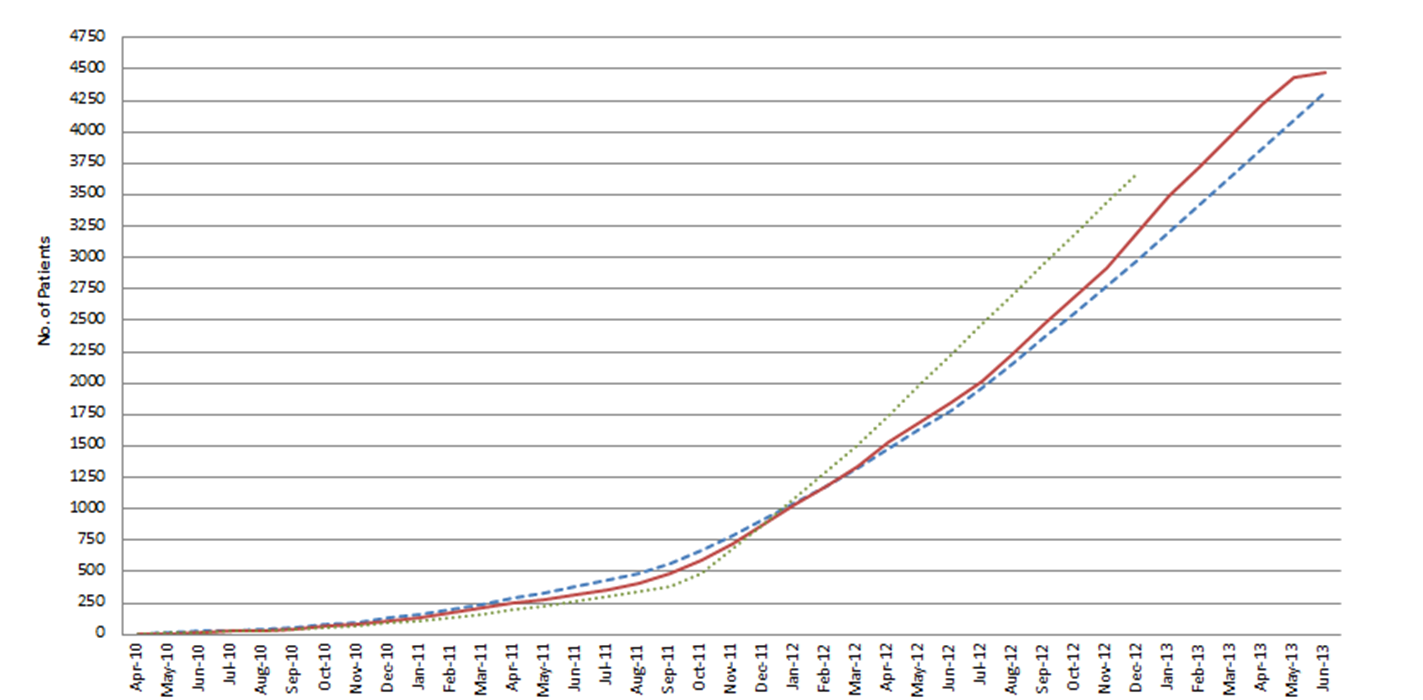 4750
4500
4250
4000
3750
3500
3250
3000
2750
2500
2250
2000
1750
1500
1250
1000
750
500
250
0
No. of Patients
Apr-10
May-10
Jun-10
Jul-10
Aug-10
Sep-10
Oct-10
Nov-10
Dec-10
Jan-11
Feb-11
Mar-11
Apr-11
May-11
Jun-11
Jul-11
Aug-11
Sep-11
Oct-11
Nov-11
Dec-11
Jan-12
Feb-12
Mar-12
Apr-12
May-12
Jun-12
Jul-12
Aug-12
Sep-12
Oct-12
Nov-12
Dec-12
Jan-13
Feb-13
Mar-13
Apr-13
May-13
Jun-13